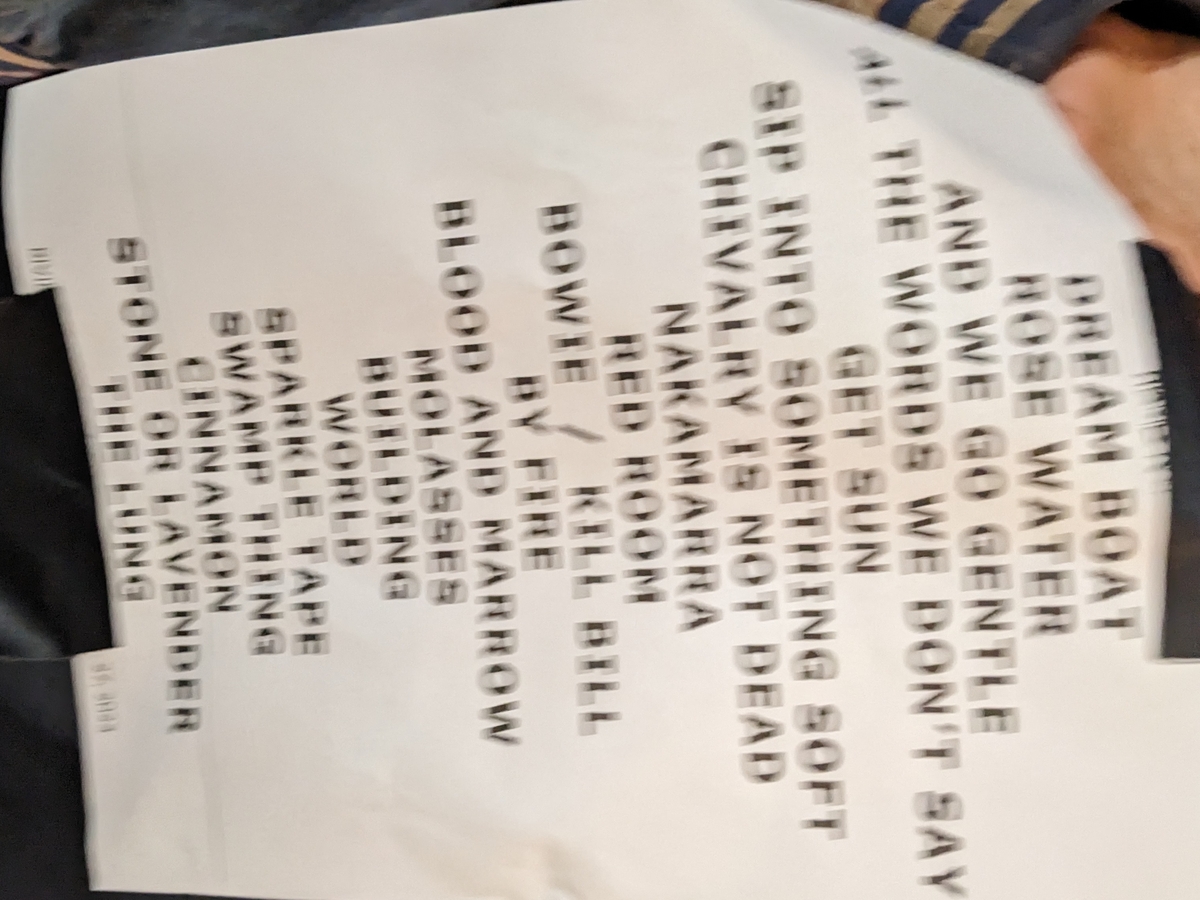 DREAM BOAT
ROSE WATER
AND WE GO GENTLE
ALL THE WORDS WE DON'T SAY
GET SUN
SIP INTO SOMETHING SOFT
CHIVALRY IS NOT DEAD
NAKAMARRA
RED ROOM
BOWIE / KILL BILL
BY FIRE
BLOOD AND MARROW
MOLASSES
BUILDING
WORLD
SPARKLE TAPE
SWAMP THING
CINNAMON
STONE OR LAVENDER
THE LUNG